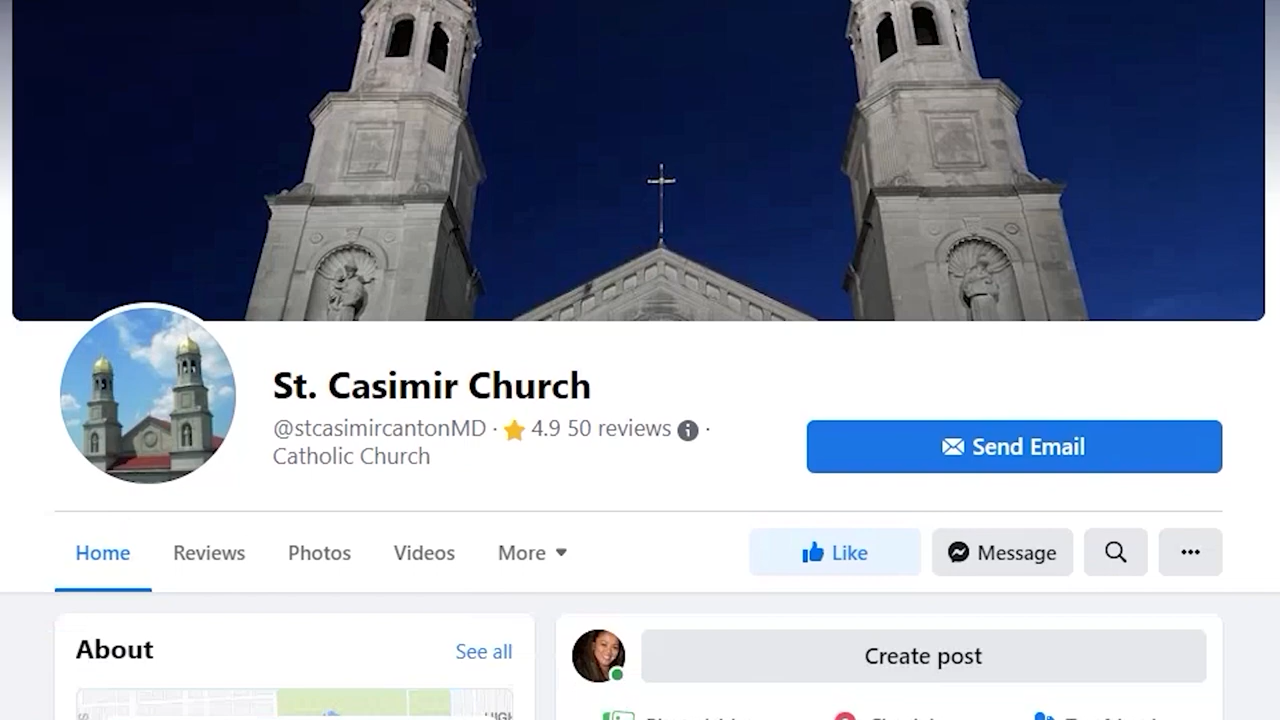 St. Casimir Church
@stcasimircantonMD · 4.9 50 reviews ·
Catholic Church
Send Email
Home Reviews Photos Videos More
Like Message
About See all
Create post